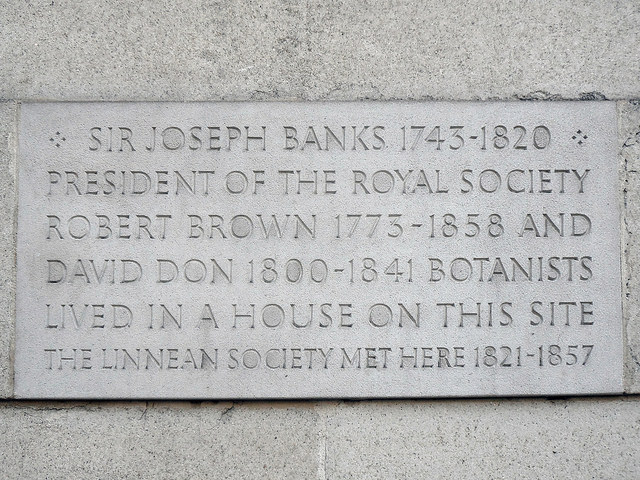 SIR JOSEPH BANKS 1743-1820
PRESIDENT OF THE ROYAL SOCIETY
ROBERT BROWN 1773-1858 AND
DAVID DON 1800-1841 BOTANISTS
LIVED IN A HOUSE ON THIS SITE
THE LINNEAN SOCIETY MET HERE 1821-1857